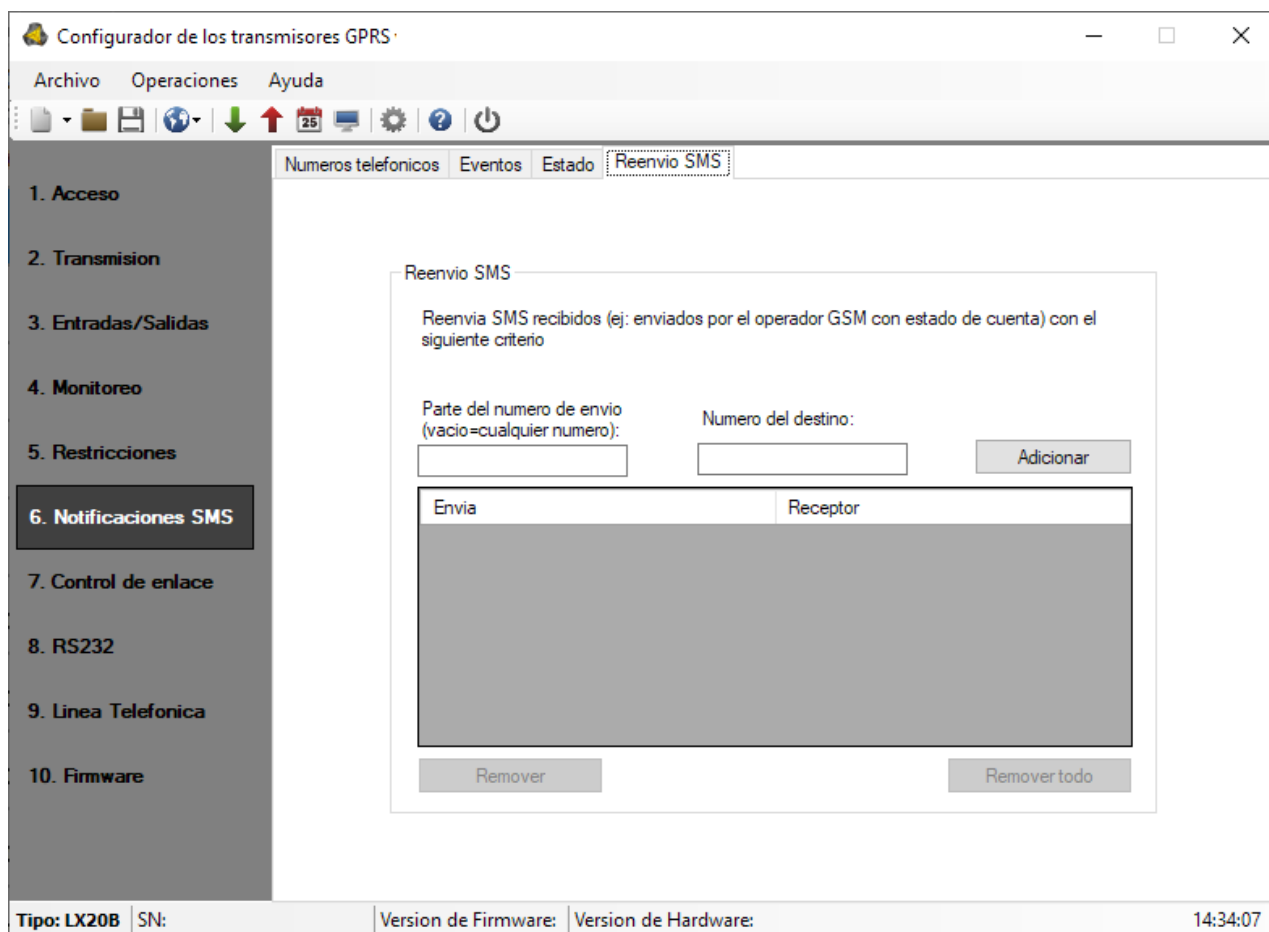 Configurador de los transmisores GPRS
Archivo Operaciones Ayuda
25
Numeros telefonicos Eventos Estado Reenvio SMS
1. Acceso
2. Transmision
3. Entradas/Salidas
4. Monitoreo
5. Restricciones
6. Notificaciones SMS
7. Control de enlace
8. RS232
9. Linea Telefonica
10. Firmware
Reenvio SMS
Reenvia SMS recibidos (ej: enviados por el operador GSM con estado de cuenta) con el
siguiente criterio
Parte del numero de envio
(vacio=cualquier numero):
Numero del destino:
Adicionar
Envia Receptor
Remover Remover todo
Tipo: LX20B SN: Version de Firmware: Version de Hardware: 14:34:07